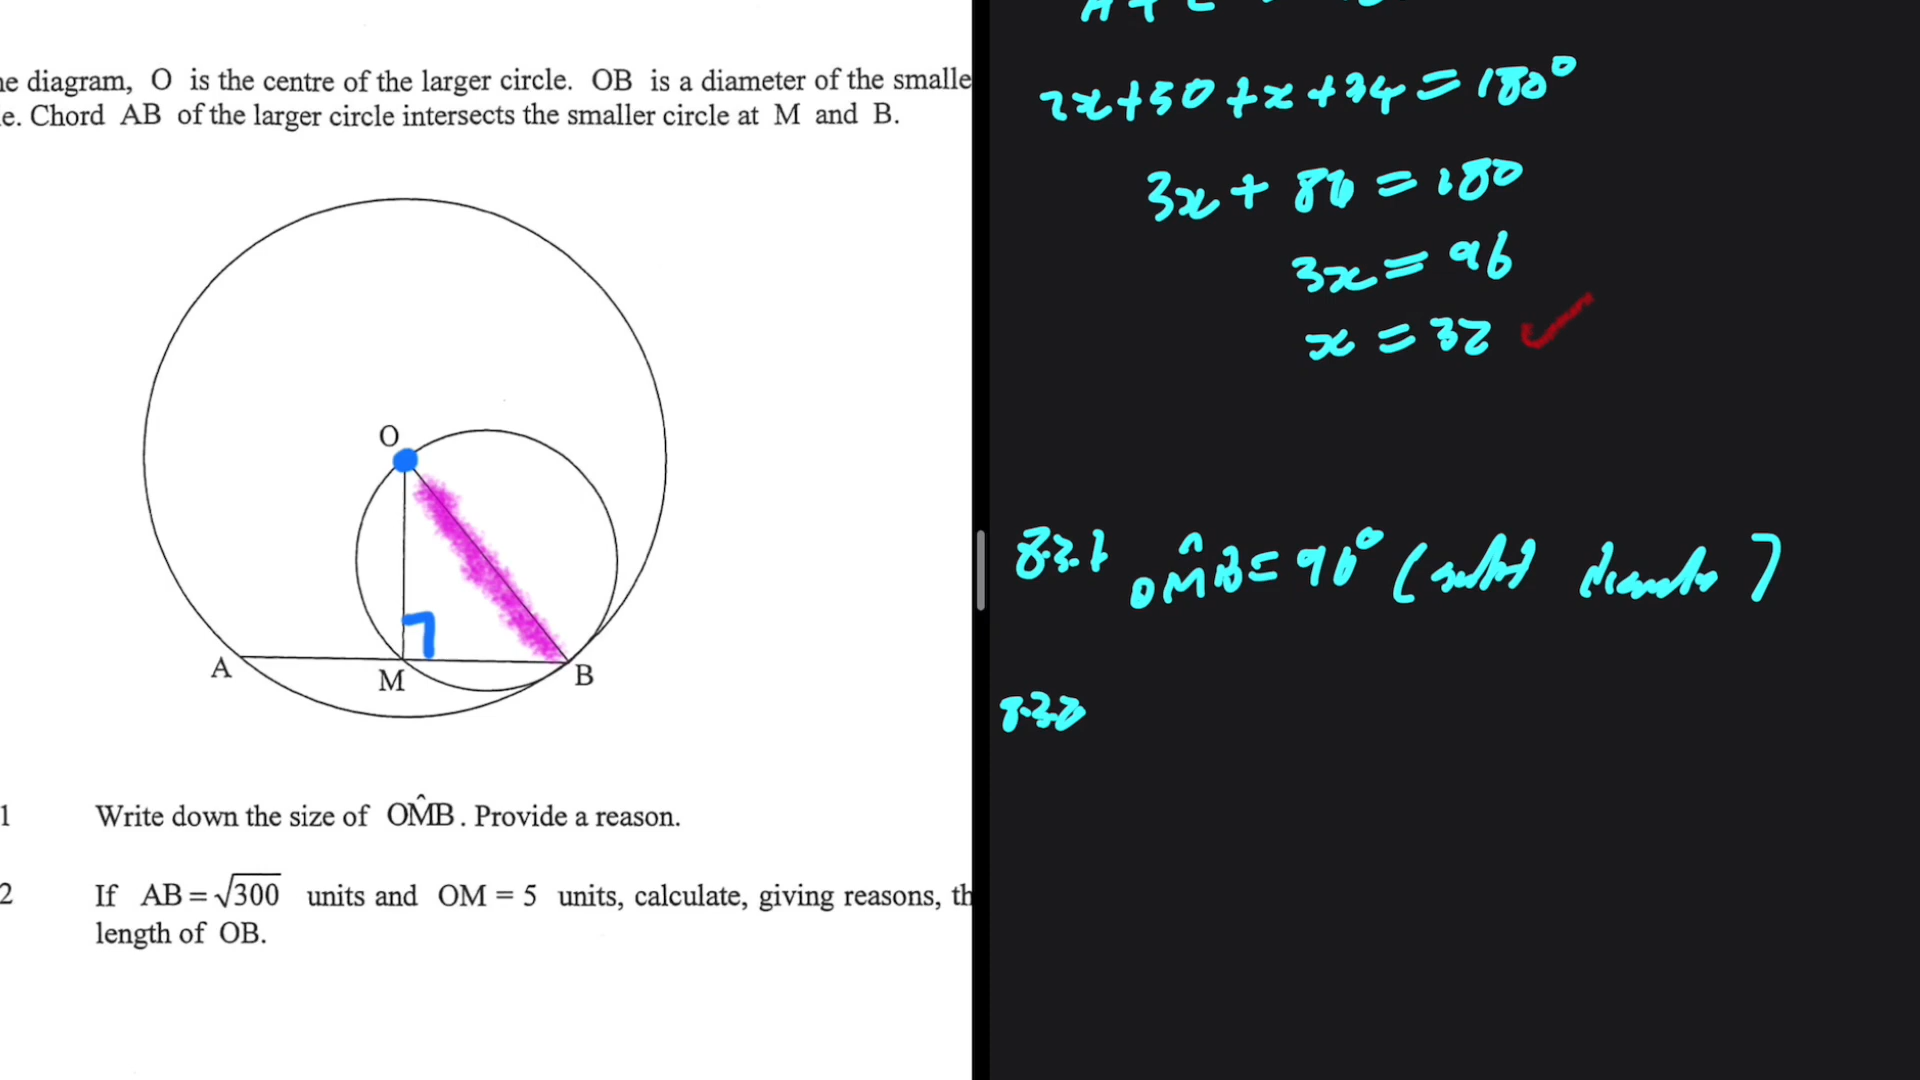 ne diagram, O is the centre of the larger circle. OB is a diameter of the smalle
e. Chord AB of the larger circle intersects the smaller circle at M and B.
O
A
M
B
1 Write down the size of OM̂B. Provide a reason.
2 If AB = √300 units and OM = 5 units, calculate, giving reasons, th
length of OB.
2x+50+x+34=180°
3x+84=180
3x=96
x=32
8.3.1 OM̂B=90° (
8.3.2